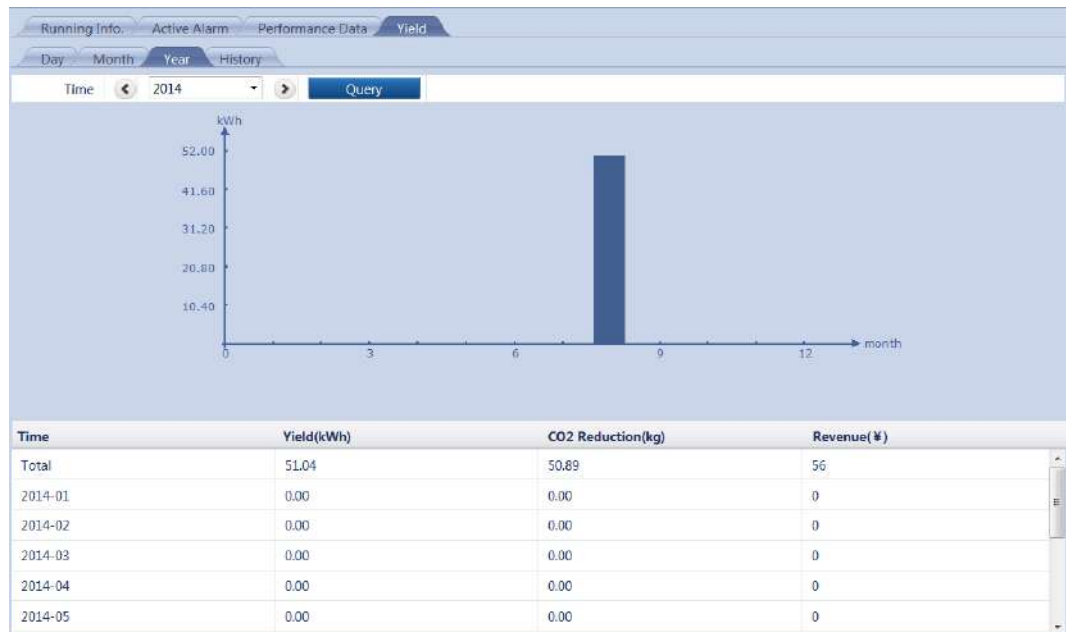 Running Info. Active Alarm Performance Data Yield
Day Month Year History
Time 2014 Query
kWh
52.00
41.60
31.20
20.80
10.40
0 3 6 9 12 month
Time Yield(kWh) CO2 Reduction(kg) Revenue(¥)
Total 51.04 50.89 56
2014-01 0.00 0.00 0
2014-02 0.00 0.00 0
2014-03 0.00 0.00 0
2014-04 0.00 0.00 0
2014-05 0.00 0.00 0